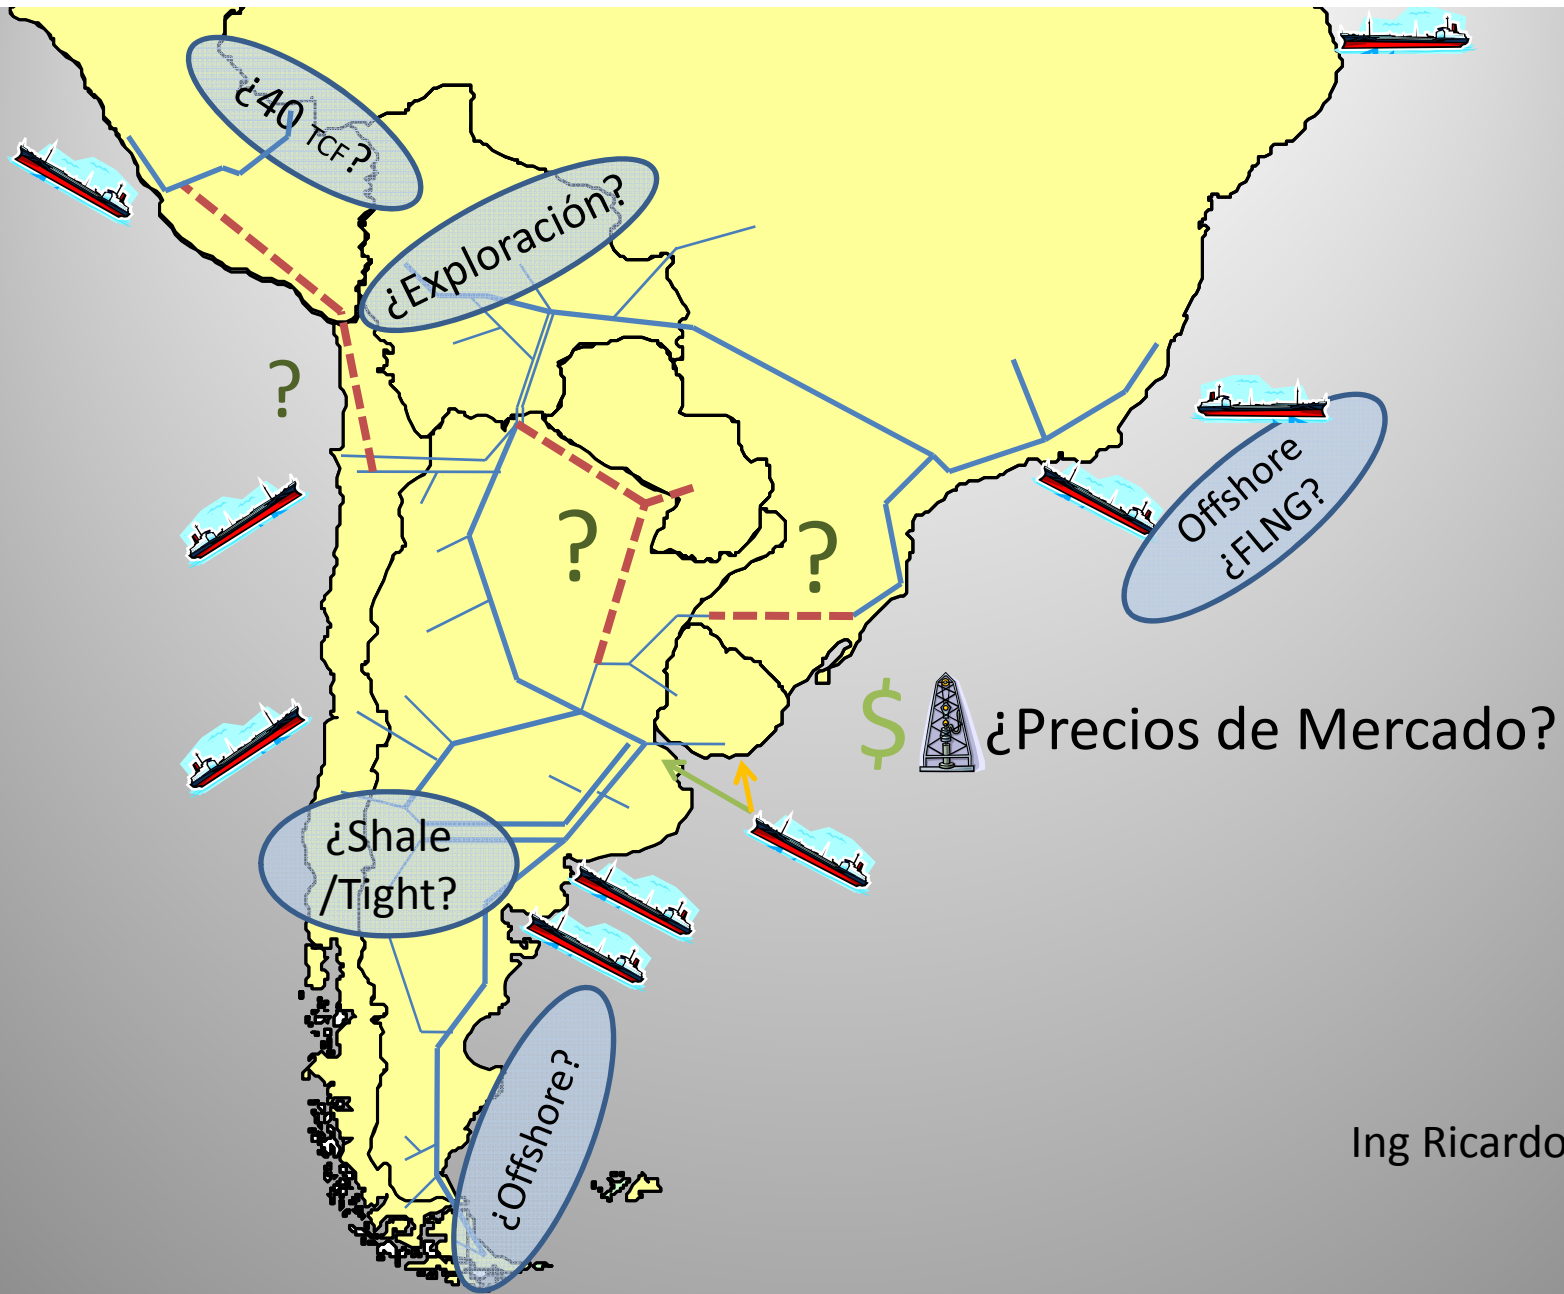 ¿40 TCF?
¿Exploración?
?
Offshore
¿FLNG?
?
?
$
¿Precios de Mercado?
¿Shale
/Tight?
¿Offshore?
Ing Ricardo